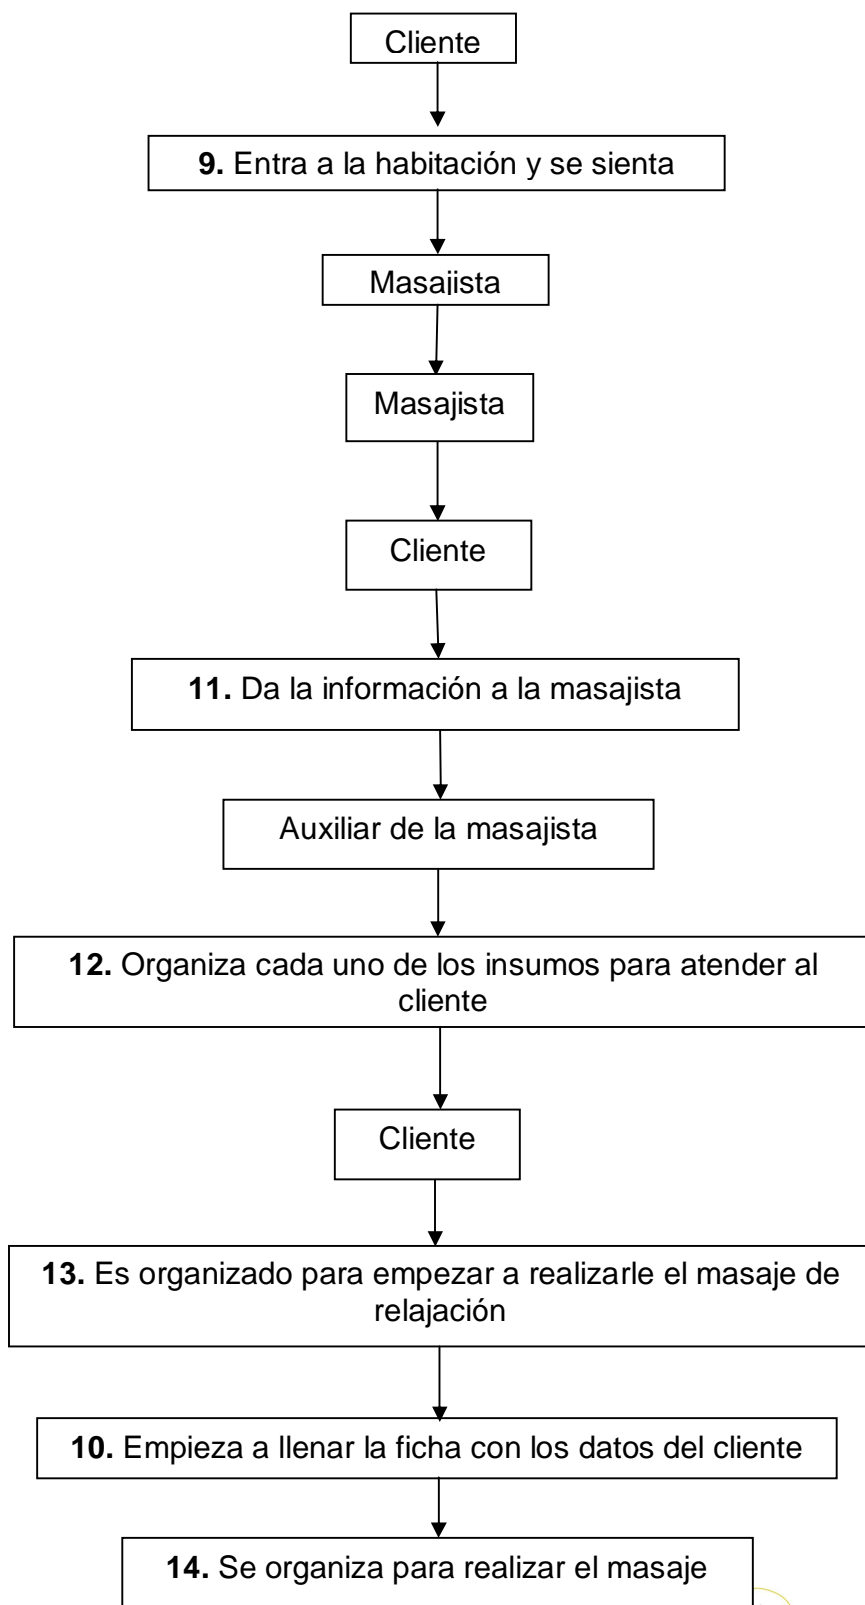 Cliente
9. Entra a la habitación y se sienta
Masajista
Masajista
Cliente
11. Da la información a la masajista
Auxiliar de la masajista
12. Organiza cada uno de los insumos para atender al
cliente
Cliente
13. Es organizado para empezar a realizarle el masaje de
relajación
10. Empieza a llenar la ficha con los datos del cliente
14. Se organiza para realizar el masaje